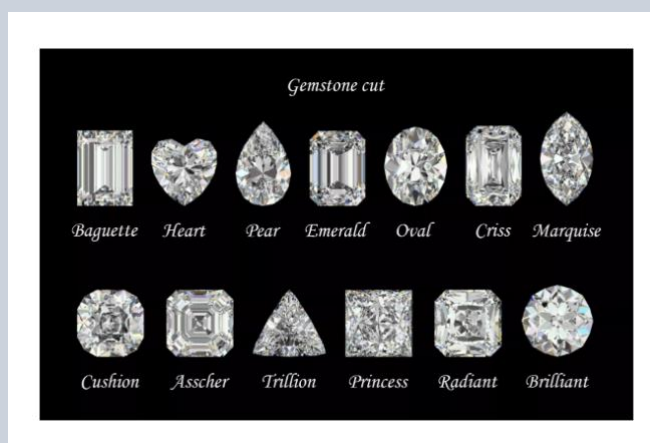 Gemstone cut
Baguette Heart Pear Emerald Oval Criss Marquise
Cushion Asscher Trillion Princess Radiant Brilliant